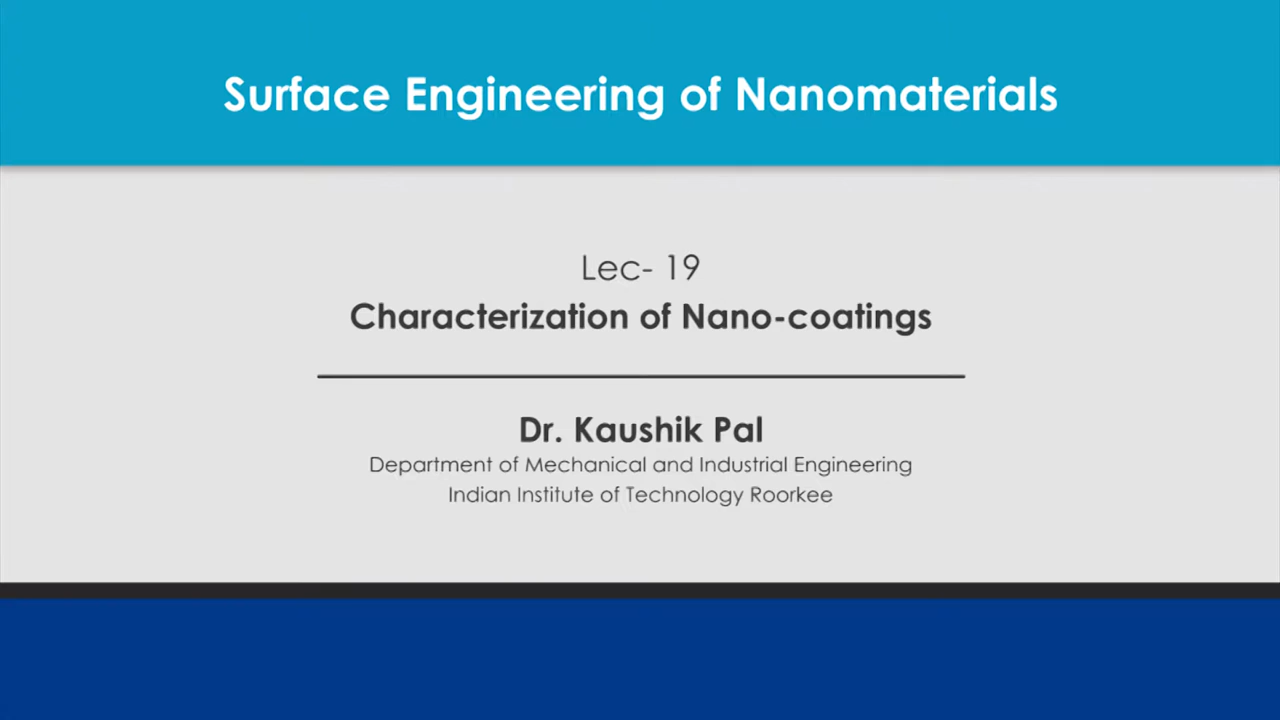 Surface Engineering of Nanomaterials
Lec- 19
Characterization of Nano-coatings
Dr. Kaushik Pal
Department of Mechanical and Industrial Engineering
Indian Institute of Technology Roorkee